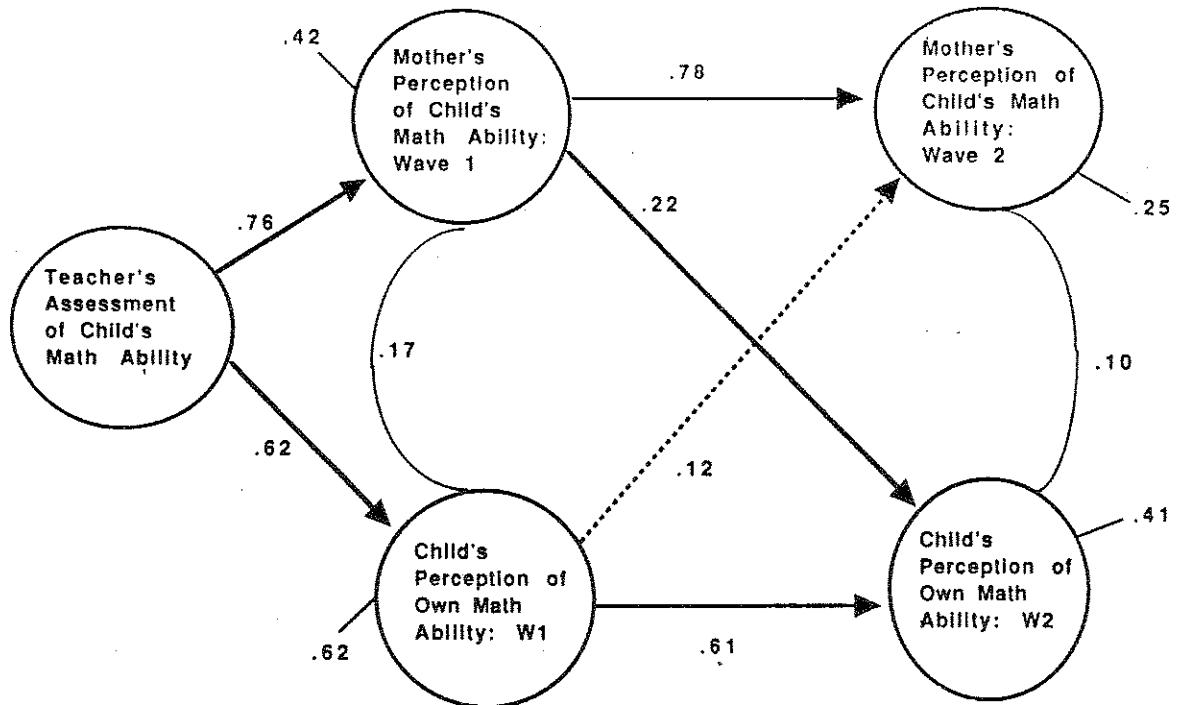 .42
Mother's
Perception
of Child's
Math Ability:
Wave 1
.78
Mother's
Perception of
Child's Math
Ability:
Wave 2
.25
.76
.22
Teacher's
Assessment
of Child's
Math Ability
.17
.10
.62
.12
Child's
Perception of
Own Math
Ability: W1
.62
.61
Child's
Perception of
Own Math
Ability: W2
.41